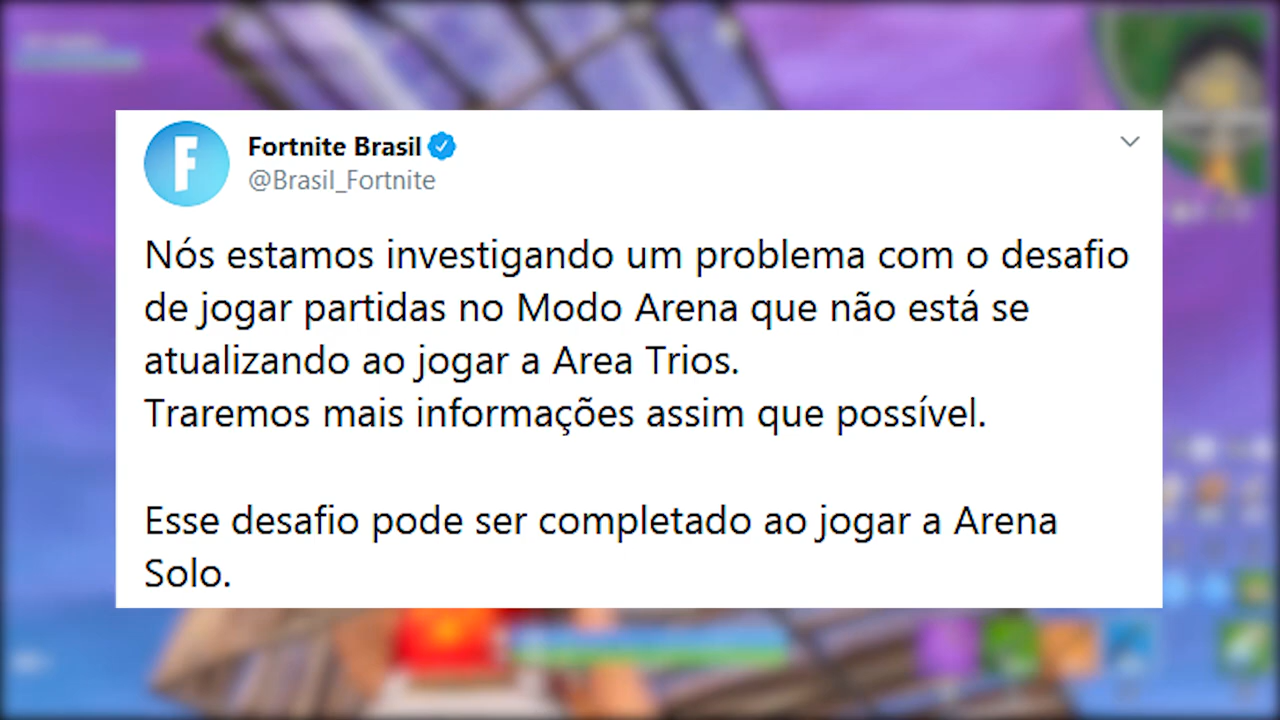 Fortnite Brasil
@Brasil_Fortnite
Nós estamos investigando um problema com o desafio
de jogar partidas no Modo Arena que não está se
atualizando ao jogar a Area Trios.
Traremos mais informações assim que possível.
Esse desafio pode ser completado ao jogar a Arena
Solo.